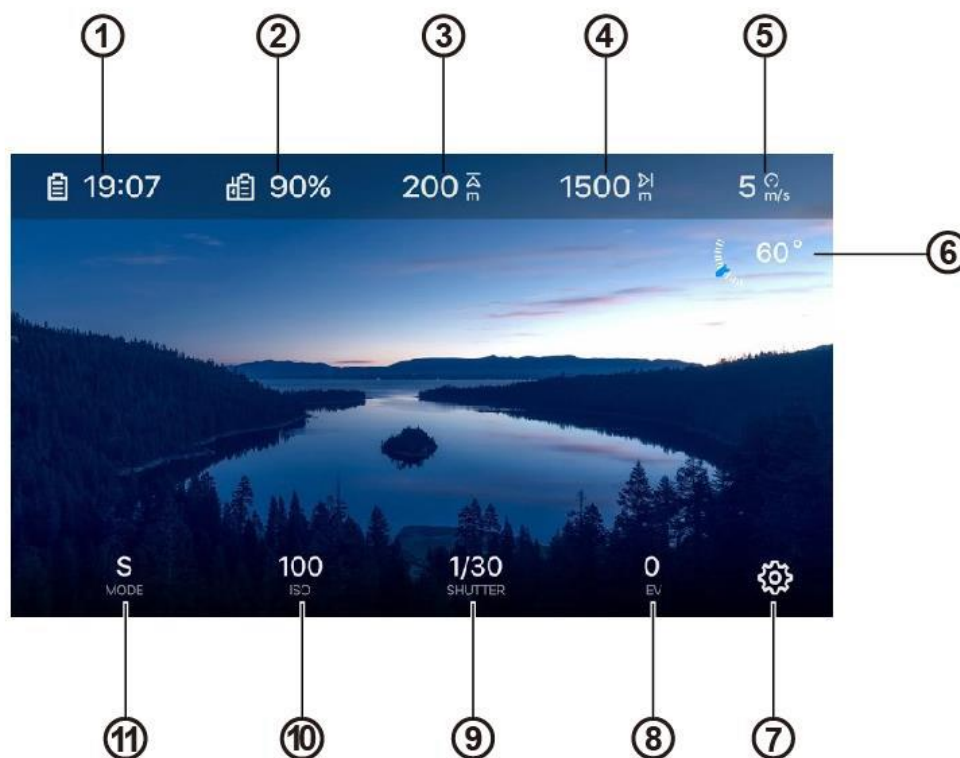 ① ② ③ ④ ⑤
19:07 90% 200 m 1500 m 5 m/s
60° ⑥
S 100 1/30 0
MODE ISO SHUTTER EV
⑪ ⑩ ⑨ ⑧ ⑦